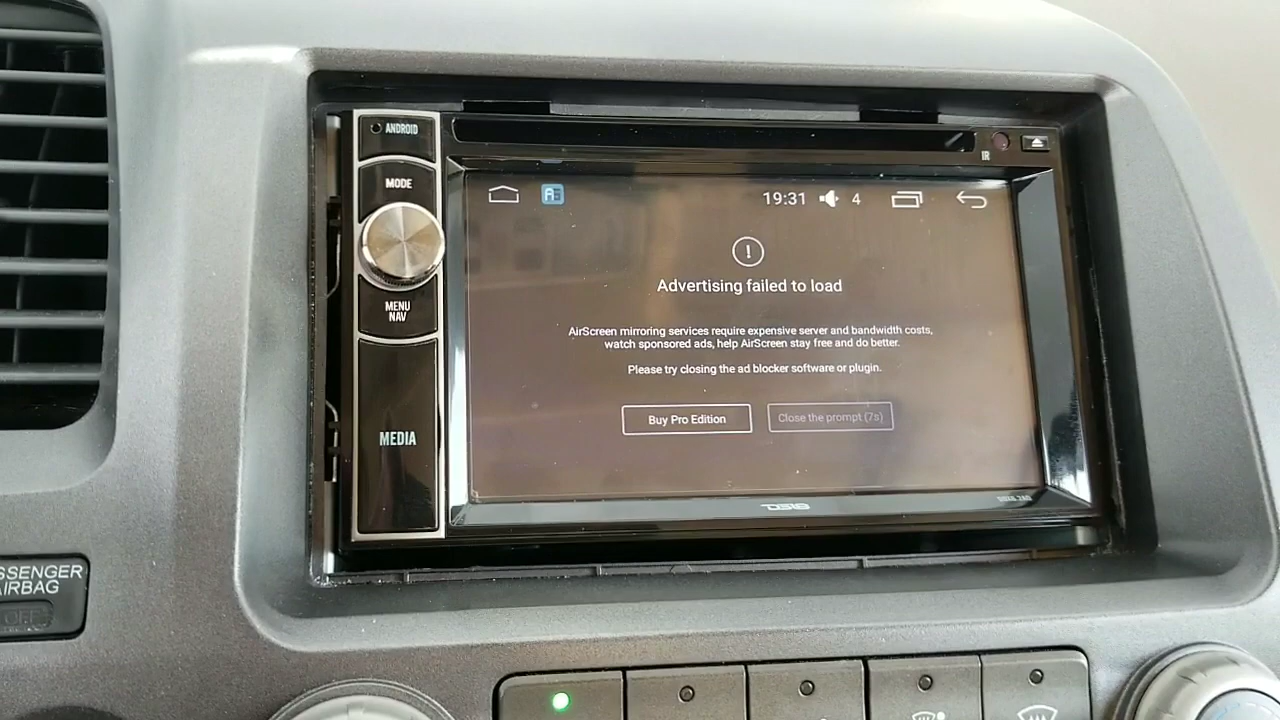 ANDROID
MODE
MENU
NAV
MEDIA
IR
19:31 4
Advertising failed to load
AirScreen mirroring services require expensive server and bandwidth costs,
watch sponsored ads, help AirScreen stay free and do better.
Please try closing the ad blocker software or plugin.
Buy Pro Edition
Close the prompt (7s)
DS18
SSENGER
AIRBAG
OFF